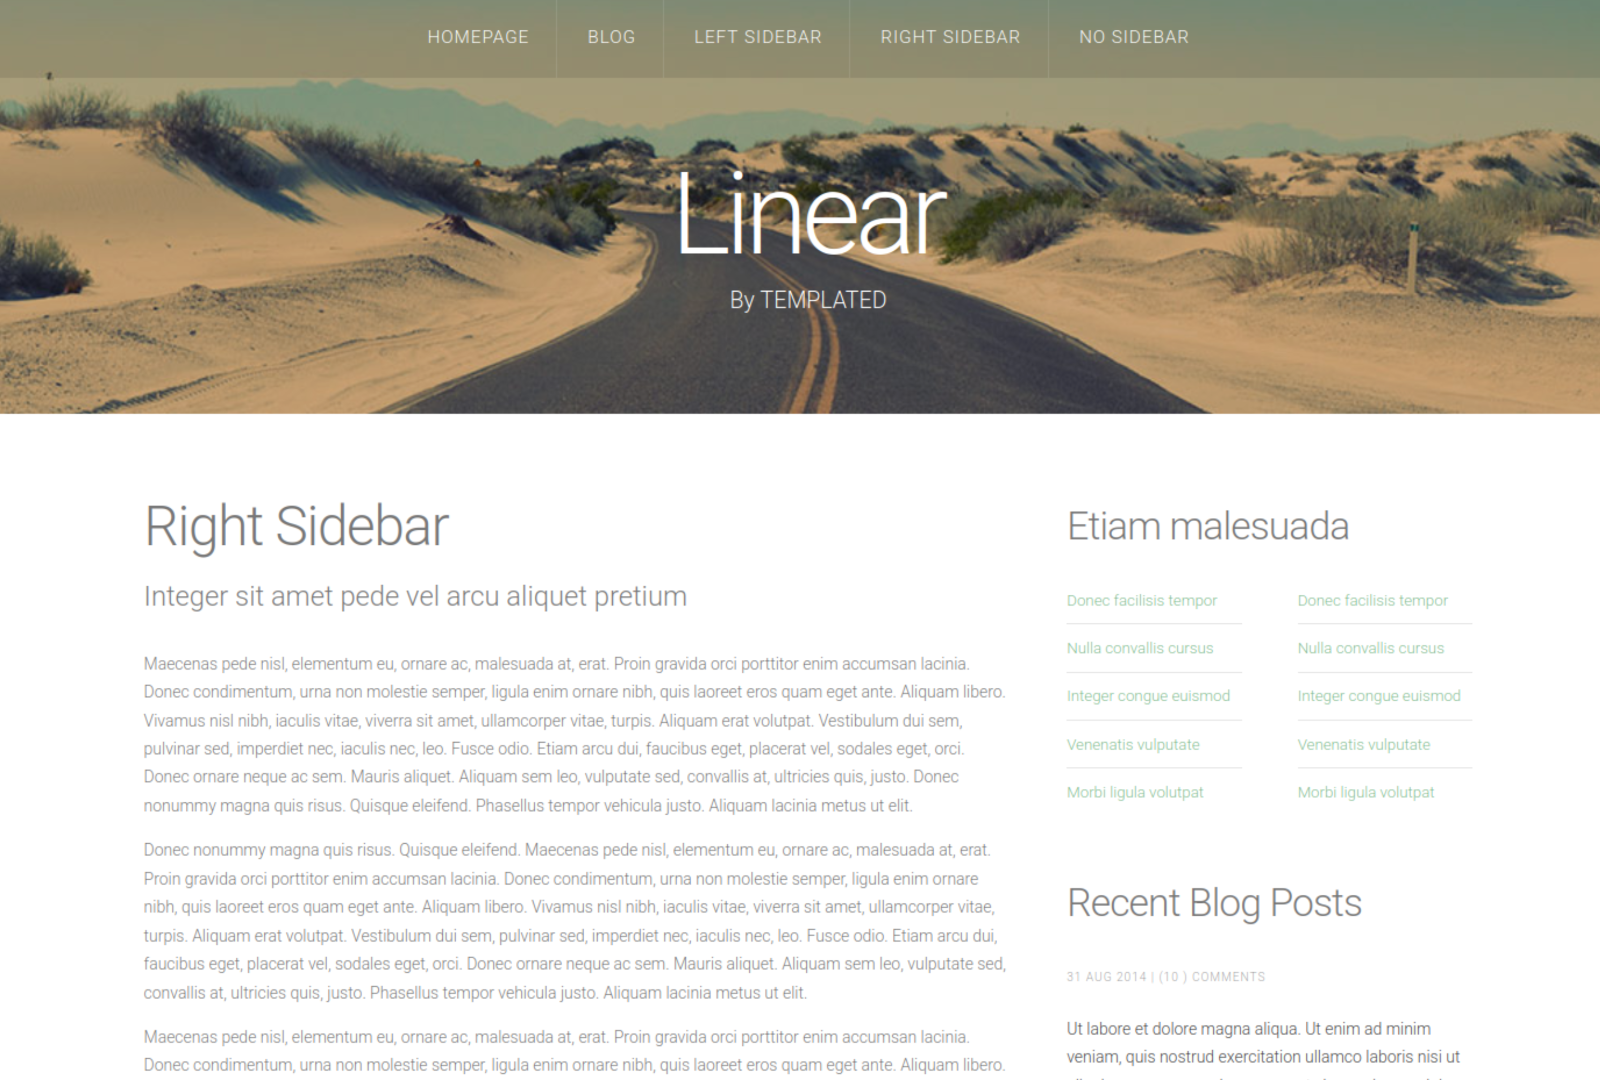 HOMEPAGE
BLOG
LEFT SIDEBAR
RIGHT SIDEBAR
NO SIDEBAR
Linear
By TEMPLATED
Right Sidebar
Integer sit amet pede vel arcu aliquet pretium
Maecenas pede nisl, elementum eu, ornare ac, malesuada at, erat. Proin gravida orci porttitor enim accumsan lacinia.
Donec condimentum, urna non molestie semper, ligula enim ornare nibh, quis laoreet eros quam eget ante. Aliquam libero.
Vivamus nisl nibh, iaculis vitae, viverra sit amet, ullamcorper vitae, turpis. Aliquam erat volutpat. Vestibulum dui sem,
pulvinar sed, imperdiet nec, iaculis nec, leo. Fusce odio. Etiam arcu dui, faucibus eget, placerat vel, sodales eget, orci.
Donec ornare neque ac sem. Mauris aliquet. Aliquam sem leo, vulputate sed, convallis at, ultricies quis, justo. Donec
nonummy magna quis risus. Quisque eleifend. Phasellus tempor vehicula justo. Aliquam lacinia metus ut elit.
Donec nonummy magna quis risus. Quisque eleifend. Maecenas pede nisl, elementum eu, ornare ac, malesuada at, erat.
Proin gravida orci porttitor enim accumsan lacinia. Donec condimentum, urna non molestie semper, ligula enim ornare
nibh, quis laoreet eros quam eget ante. Aliquam libero. Vivamus nisl nibh, iaculis vitae, viverra sit amet, ullamcorper vitae,
turpis. Aliquam erat volutpat. Vestibulum dui sem, pulvinar sed, imperdiet nec, iaculis nec, leo. Fusce odio. Etiam arcu dui,
faucibus eget, placerat vel, sodales eget, orci. Donec ornare neque ac sem. Mauris aliquet. Aliquam sem leo, vulputate sed,
convallis at, ultricies quis, justo. Phasellus tempor vehicula justo. Aliquam lacinia metus ut elit.
Maecenas pede nisl, elementum eu, ornare ac, malesuada at, erat. Proin gravida orci porttitor enim accumsan lacinia.
Donec condimentum, urna non molestie semper, ligula enim ornare nibh, quis laoreet eros quam eget ante. Aliquam libero.
Etiam malesuada
Donec facilisis tempor
Nulla convallis cursus
Integer congue euismod
Venenatis vulputate
Morbi ligula volutpat
Donec facilisis tempor
Nulla convallis cursus
Integer congue euismod
Venenatis vulputate
Morbi ligula volutpat
Recent Blog Posts
31 AUG 2014 | (10 ) COMMENTS
Ut labore et dolore magna aliqua. Ut enim ad minim
veniam, quis nostrud exercitation ullamco laboris nisi ut